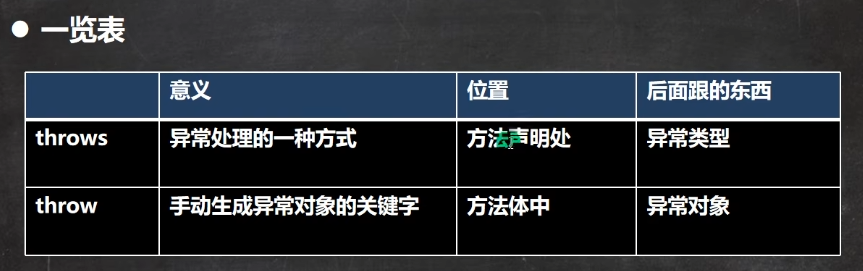 一览表
意义 位置 后面跟的东西
throws 异常处理的一种方式 方法声明处 异常类型
throw 手动生成异常对象的关键字 方法体中 异常对象